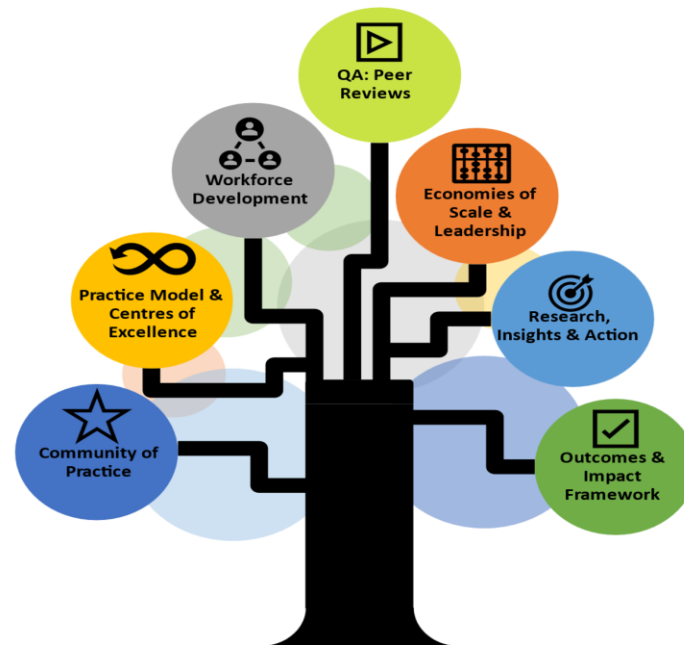 QA: Peer
Reviews
Workforce
Development
Economies of
Scale &
Leadership
Practice Model &
Centres of
Excellence
Research,
Insights & Action
Community of
Practice
Outcomes &
Impact
Framework